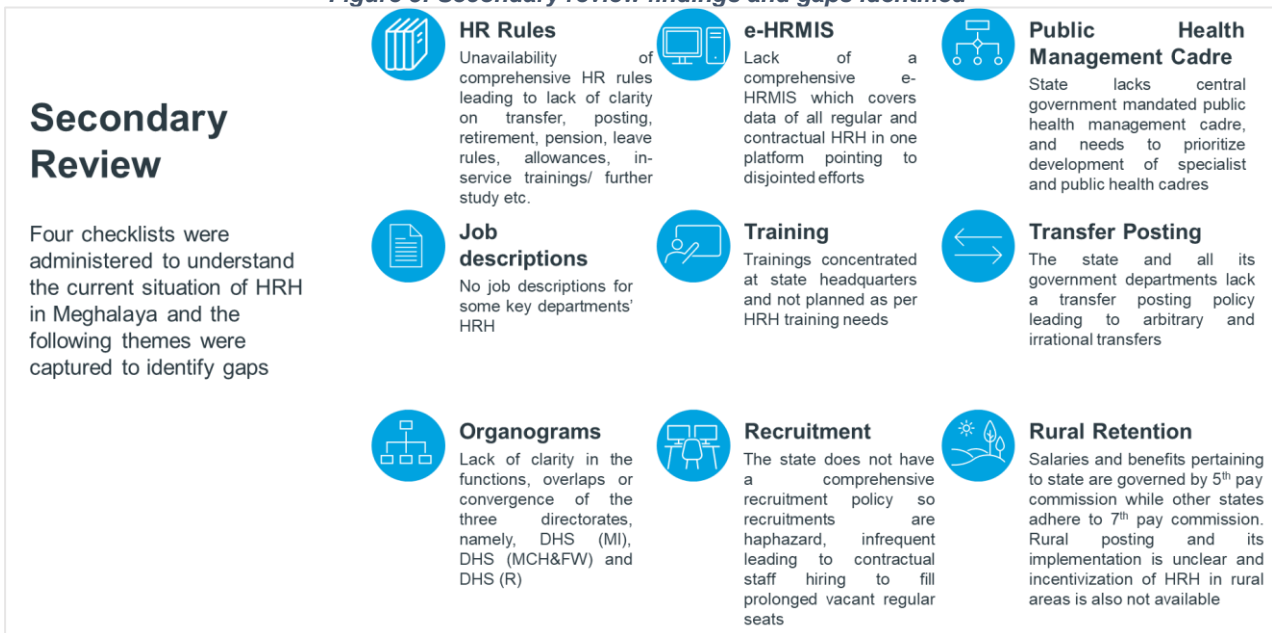 Figure 3: Secondary review findings and gaps identified
Secondary
Review
Four checklists were
administered to understand
the current situation of HRH
in Meghalaya and the
following themes were
captured to identify gaps
HR Rules
Unavailability of
comprehensive HR rules
leading to lack of clarity
on transfer, posting,
retirement, pension, leave
rules, allowances, in-
service trainings/ further
study etc.
e-HRMIS
Lack of a
comprehensive e-
HRMIS which covers
data of all regular and
contractual HRH in one
platform pointing to
disjointed efforts
Public Health
Management Cadre
State lacks central
government mandated public
health management cadre,
and needs to prioritize
development of specialist
and public health cadres
Job
descriptions
No job descriptions for
some key departments'
HRH
Training
Trainings concentrated
at state headquarters
and not planned as per
HRH training needs
Transfer Posting
The state and all its
government departments lack
a transfer posting policy
leading to arbitrary and
irrational transfers
Organograms
Lack of clarity in the
functions, overlaps or
convergence of the
three directorates,
namely, DHS (MI),
DHS (MCH&FW) and
DHS (R)
Recruitment
The state does not have
a comprehensive
recruitment policy so
recruitments are
haphazard, infrequent
leading to contractual
staff hiring to fill
prolonged vacant regular
seats
Rural Retention
Salaries and benefits pertaining
to state are governed by 5th pay
commission while other states
adhere to 7th pay commission.
Rural posting and its
implementation is unclear and
incentivization of HRH in rural
areas is also not available